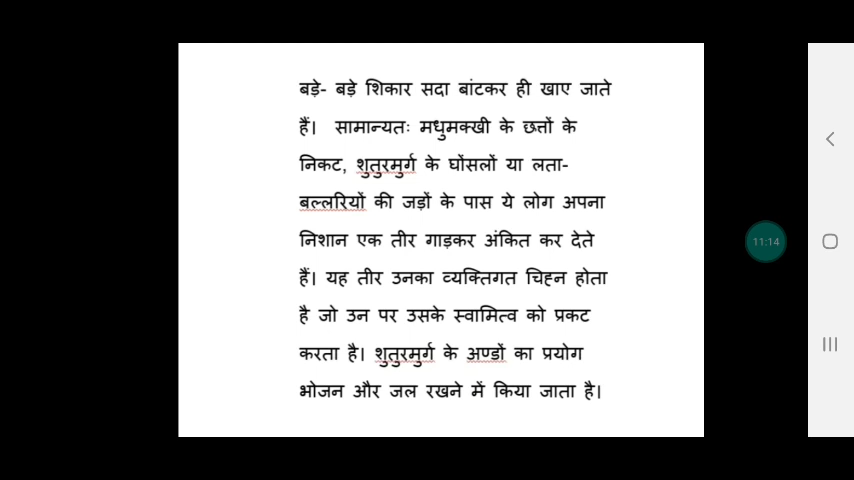 बड़े- बड़े शिकार सदा बांटकर ही खाए जाते
हैं।  सामान्यतः मधुमक्खी के छत्तों के
निकट, शुतुरमुर्ग के घोंसलों या लता-
बल्लरियों की जड़ों के पास ये लोग अपना
निशान एक तीर गाड़कर अंकित कर देते
हैं। यह तीर उनका व्यक्तिगत चिह्न होता
है जो उन पर उसके स्वामित्व को प्रकट
करता है। शुतुरमुर्ग के अण्डों का प्रयोग
भोजन और जल रखने में किया जाता है।
11:14